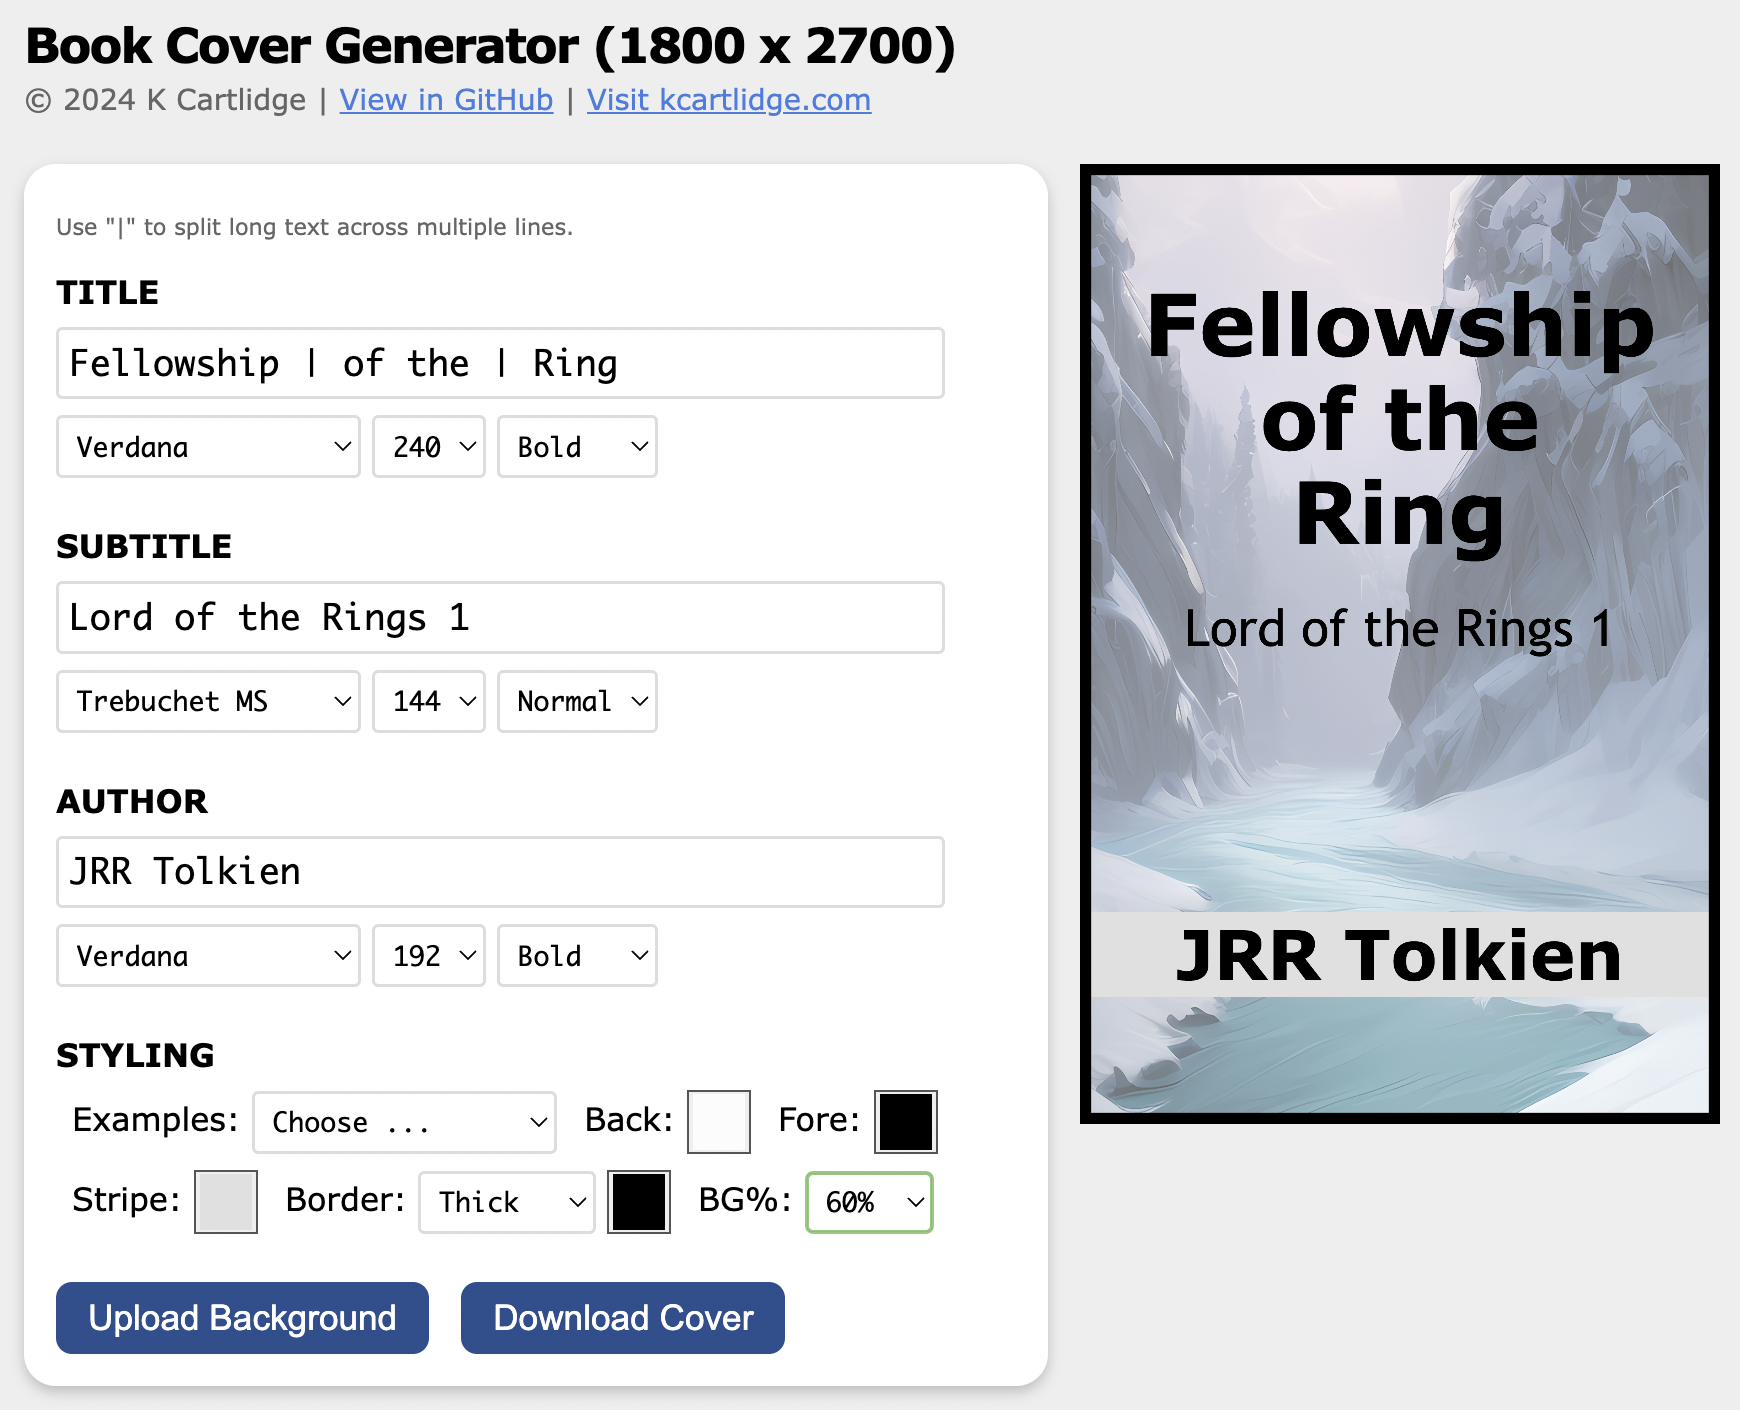 Book Cover Generator (1800 x 2700)
© 2024 K Cartlidge | View in GitHub | Visit kcartlidge.com
Use "|" to split long text across multiple lines.
TITLE
Fellowship | of the | Ring
Verdana 240 Bold
SUBTITLE
Lord of the Rings 1
Trebuchet MS 144 Normal
AUTHOR
JRR Tolkien
Verdana 192 Bold
STYLING
Examples: Choose ... Back: Fore:
Stripe: Border: Thick BG%: 60%
Upload Background Download Cover
Fellowship
of the
Ring
Lord of the Rings 1
JRR Tolkien